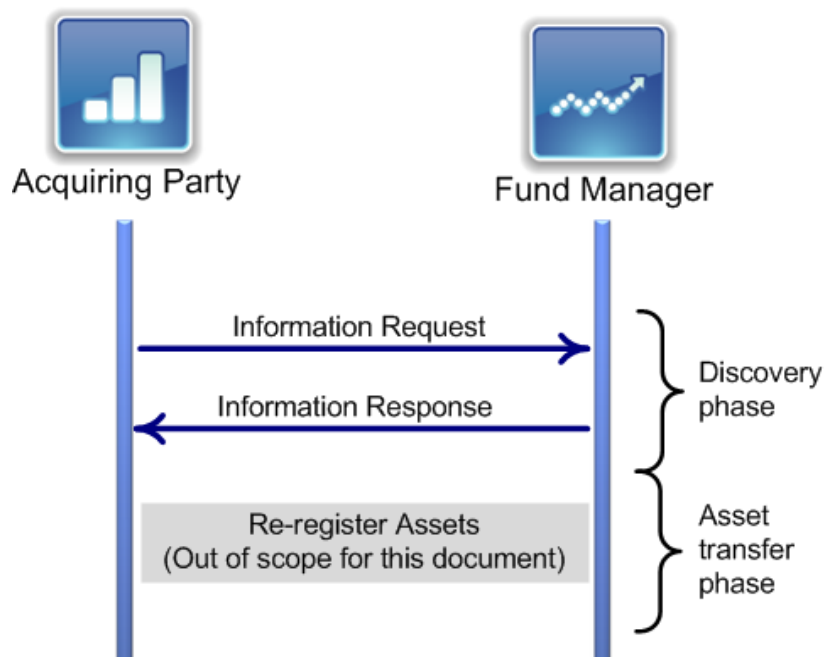 Acquiring Party
Fund Manager
Information Request
Information Response
Discovery
phase
Re-register Assets
(Out of scope for this document)
Asset
transfer
phase